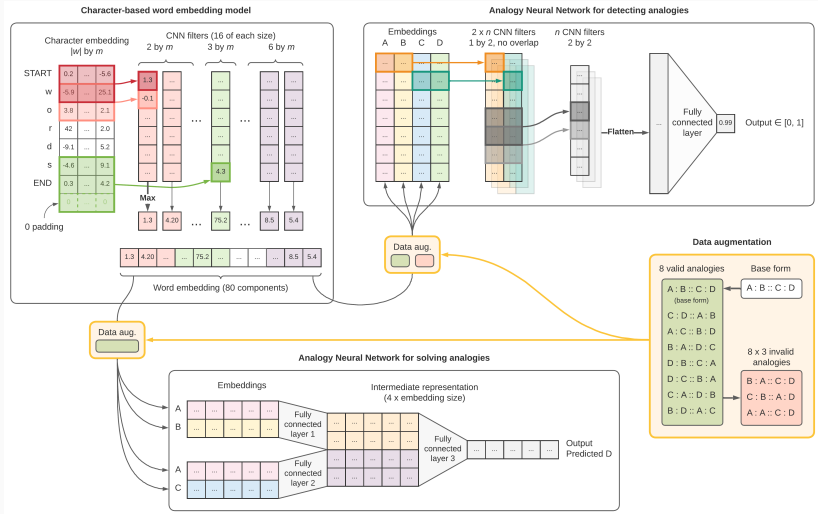 Character-based word embedding model
Character embedding
|w| by m
CNN filters (16 of each size)
2 by m
3 by m
6 by m
START
w
o
r
d
s
END
0.2 ... -5.6
-5.9 ... 25.1
3.8 ... 2.1
42 ... 2.0
-9.1 ... 5.2
-4.6 ... 9.1
0.3 ... 4.2
0 ... 0
0 padding
1.3
-0.1
...
...
...
...
4.3
Max
1.3
4.20
...
75.2
...
8.5
5.4
1.3 4.20 ... ... 75.2 ... ... ... ... 8.5 5.4
Word embedding (80 components)
Analogy Neural Network for detecting analogies
Embeddings
A B C D
2 x n CNN filters
1 by 2, no overlap
n CNN filters
2 by 2
... ... ... ...
Flatten
...
Fully
connected
layer
0.99
Output ∈ [0, 1]
Data aug.
Data aug.
Data augmentation
8 valid analogies
A : B :: C : D
(base form)
C : D :: A : B
A : C :: B : D
B : A :: D : C
D : B :: C : A
D : C :: B : A
C : A :: D : B
B : D :: A : C
Base form
A : B :: C : D
8 x 3 invalid
analogies
B : A :: C : D
C : B :: A : D
A : A :: C : D
Analogy Neural Network for solving analogies
Embeddings
A
B
A
C
... ... ... ... ...
... ... ... ... ...
... ... ... ... ...
... ... ... ... ...
Fully
connected
layer 1
Fully
connected
layer 2
Intermediate representation
(4 x embedding size)
... ... ... ... ...
... ... ... ... ...
... ... ... ... ...
... ... ... ... ...
Fully
connected
layer 3
... ... ... ... ...
Output
Predicted D